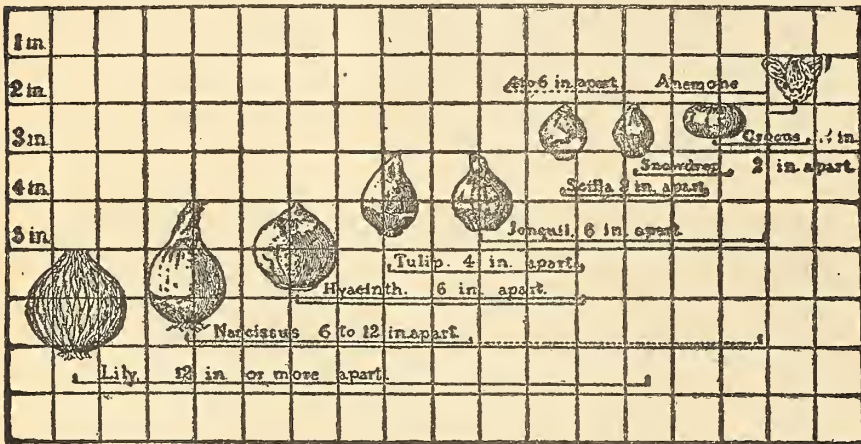 1 in.
2 in.
4 to 6 in apart Anemone
3 in
Crocus in
Snowdrop 2 in apart
4 in.
Scilla 2 in. apart
5 in.
Jonquil, 6 in apart
Tulip. 4 in. apart
Hyacinth. 6 in. apart.
Narcissus 6 to 12 in. apart
Lily. 12 in or more apart.